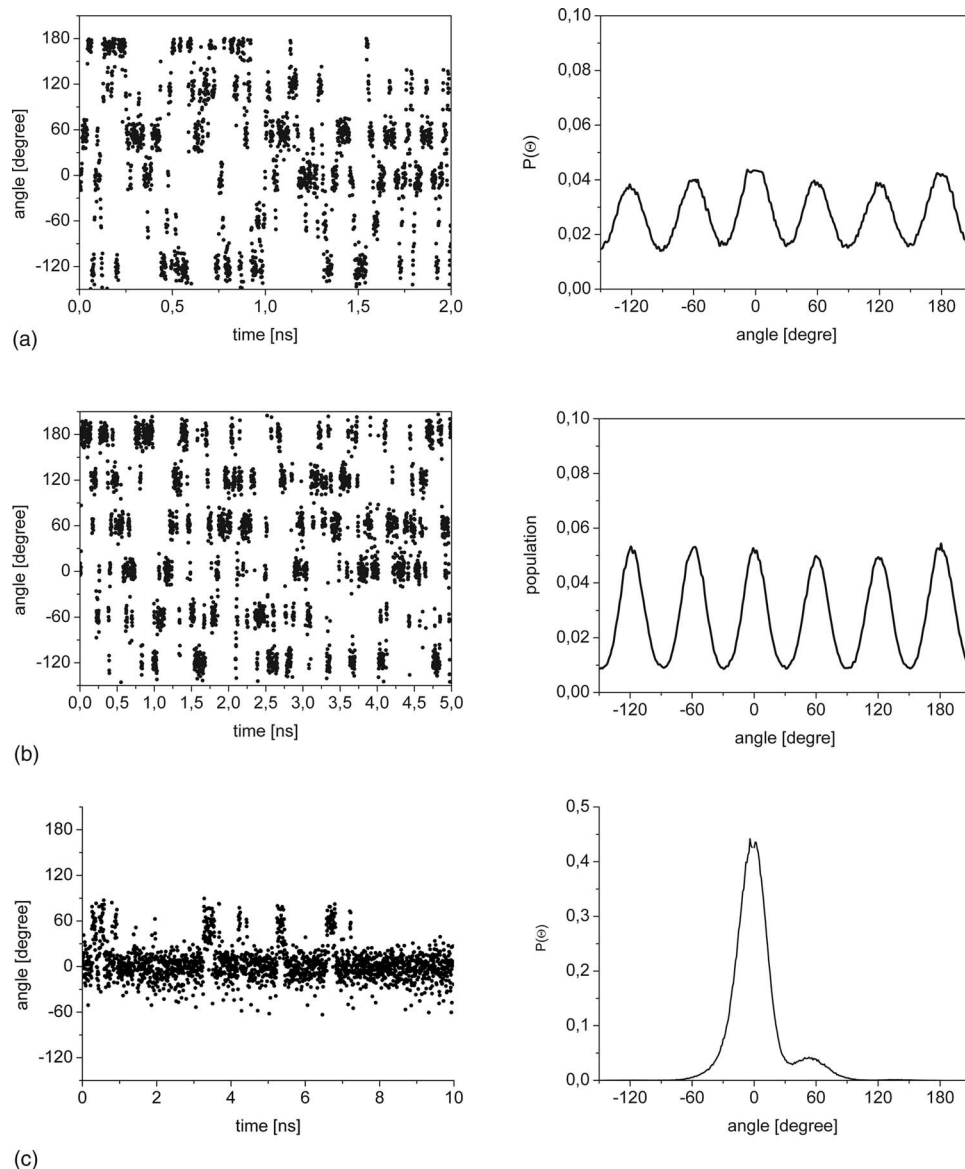 180
120
60
0
-60
-120
angle [degree]
0,0 0,5 1,0 1,5 2,0
time [ns]
0,10
0,08
0,06
0,04
0,02
0,00
P(Θ)
-120 -60 0 60 120 180
angle [degre]
(a)
180
120
60
0
-60
-120
angle [degree]
0,0 0,5 1,0 1,5 2,0 2,5 3,0 3,5 4,0 4,5 5,0
time [ns]
0,10
0,08
0,06
0,04
0,02
0,00
population
-120 -60 0 60 120 180
angle [degre]
(b)
180
120
60
0
-60
-120
angle [degree]
0 2 4 6 8 10
time [ns]
0,5
0,4
0,3
0,2
0,1
0,0
P(Θ)
-120 -60 0 60 120 180
angle [degree]
(c)